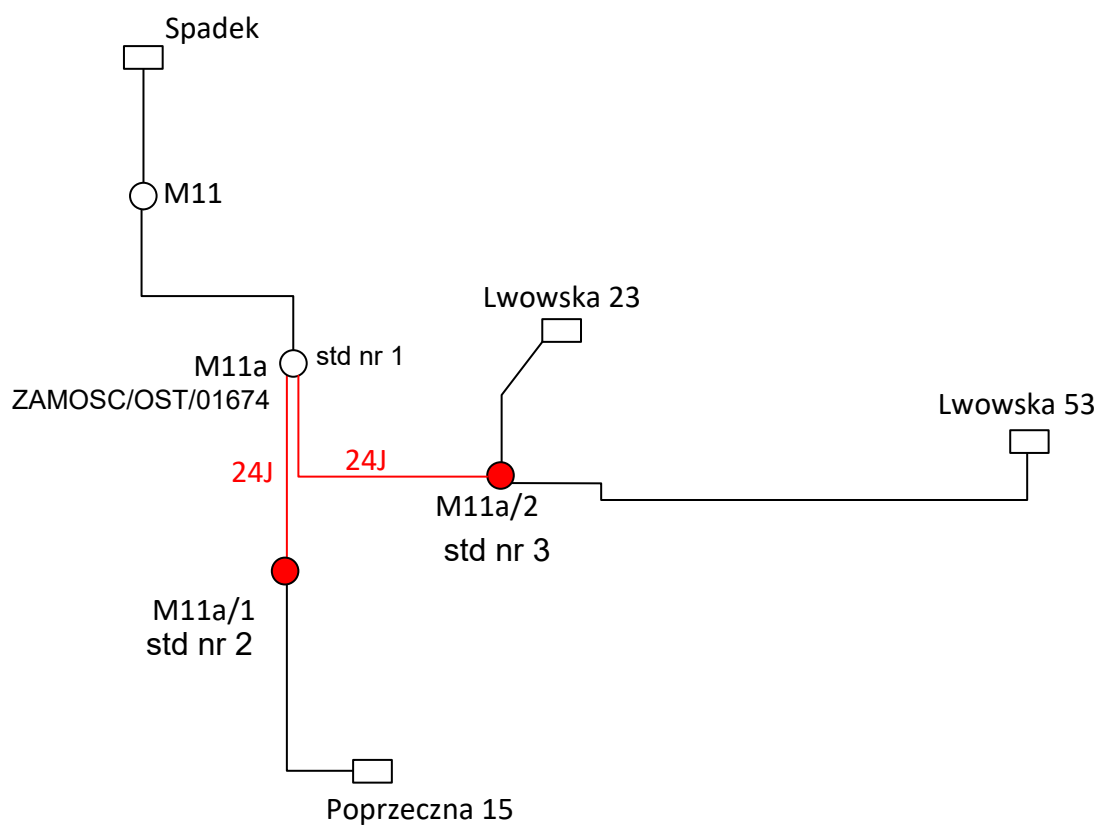 Spadek
M11
Lwowska 23
M11a
std nr 1
ZAMOSC/OST/01674
Lwowska 53
24J
24J
M11a/2
std nr 3
M11a/1
std nr 2
Poprzeczna 15